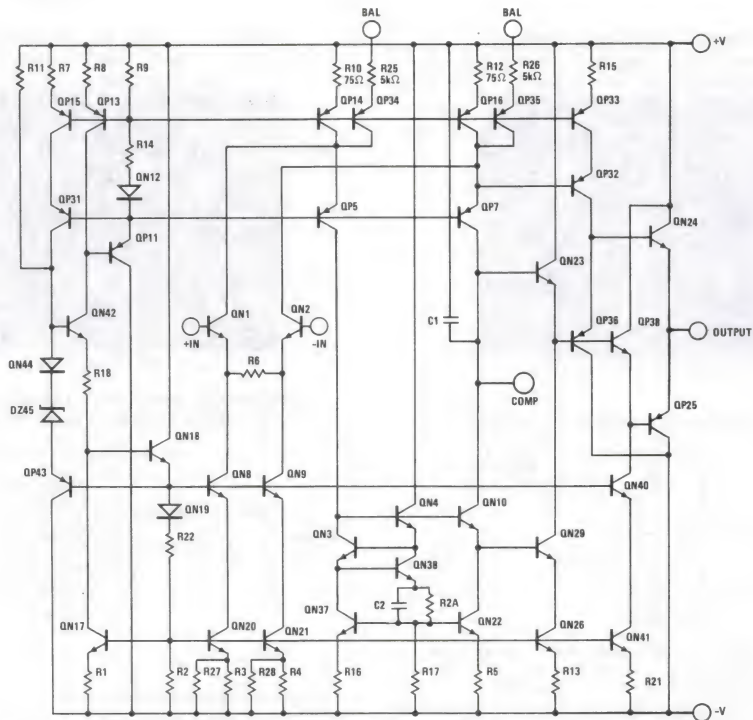 BAL
BAL
+V
R11
R7
R8
R9
R10
75Ω
R25
5kΩ
R12
75Ω
R26
5kΩ
R15
QP15
QP13
QP14
QP34
QP16
QP35
QP33
R14
QN12
QP32
QP31
QP5
QP7
QN24
QP11
QN23
QN42
QN1
QN2
+IN
-IN
C1
QP36
QP38
OUTPUT
QN44
R6
R18
COMP
DZ45
QP25
QN18
QP43
QN8
QN9
QN40
QN19
QN4
QN10
R22
QN3
QN29
QN38
C2
R2A
QN17
QN20
QN21
QN37
QN22
QN26
QN41
R1
R2
R27
R3
R28
R4
R16
R17
R5
R13
R21
-V